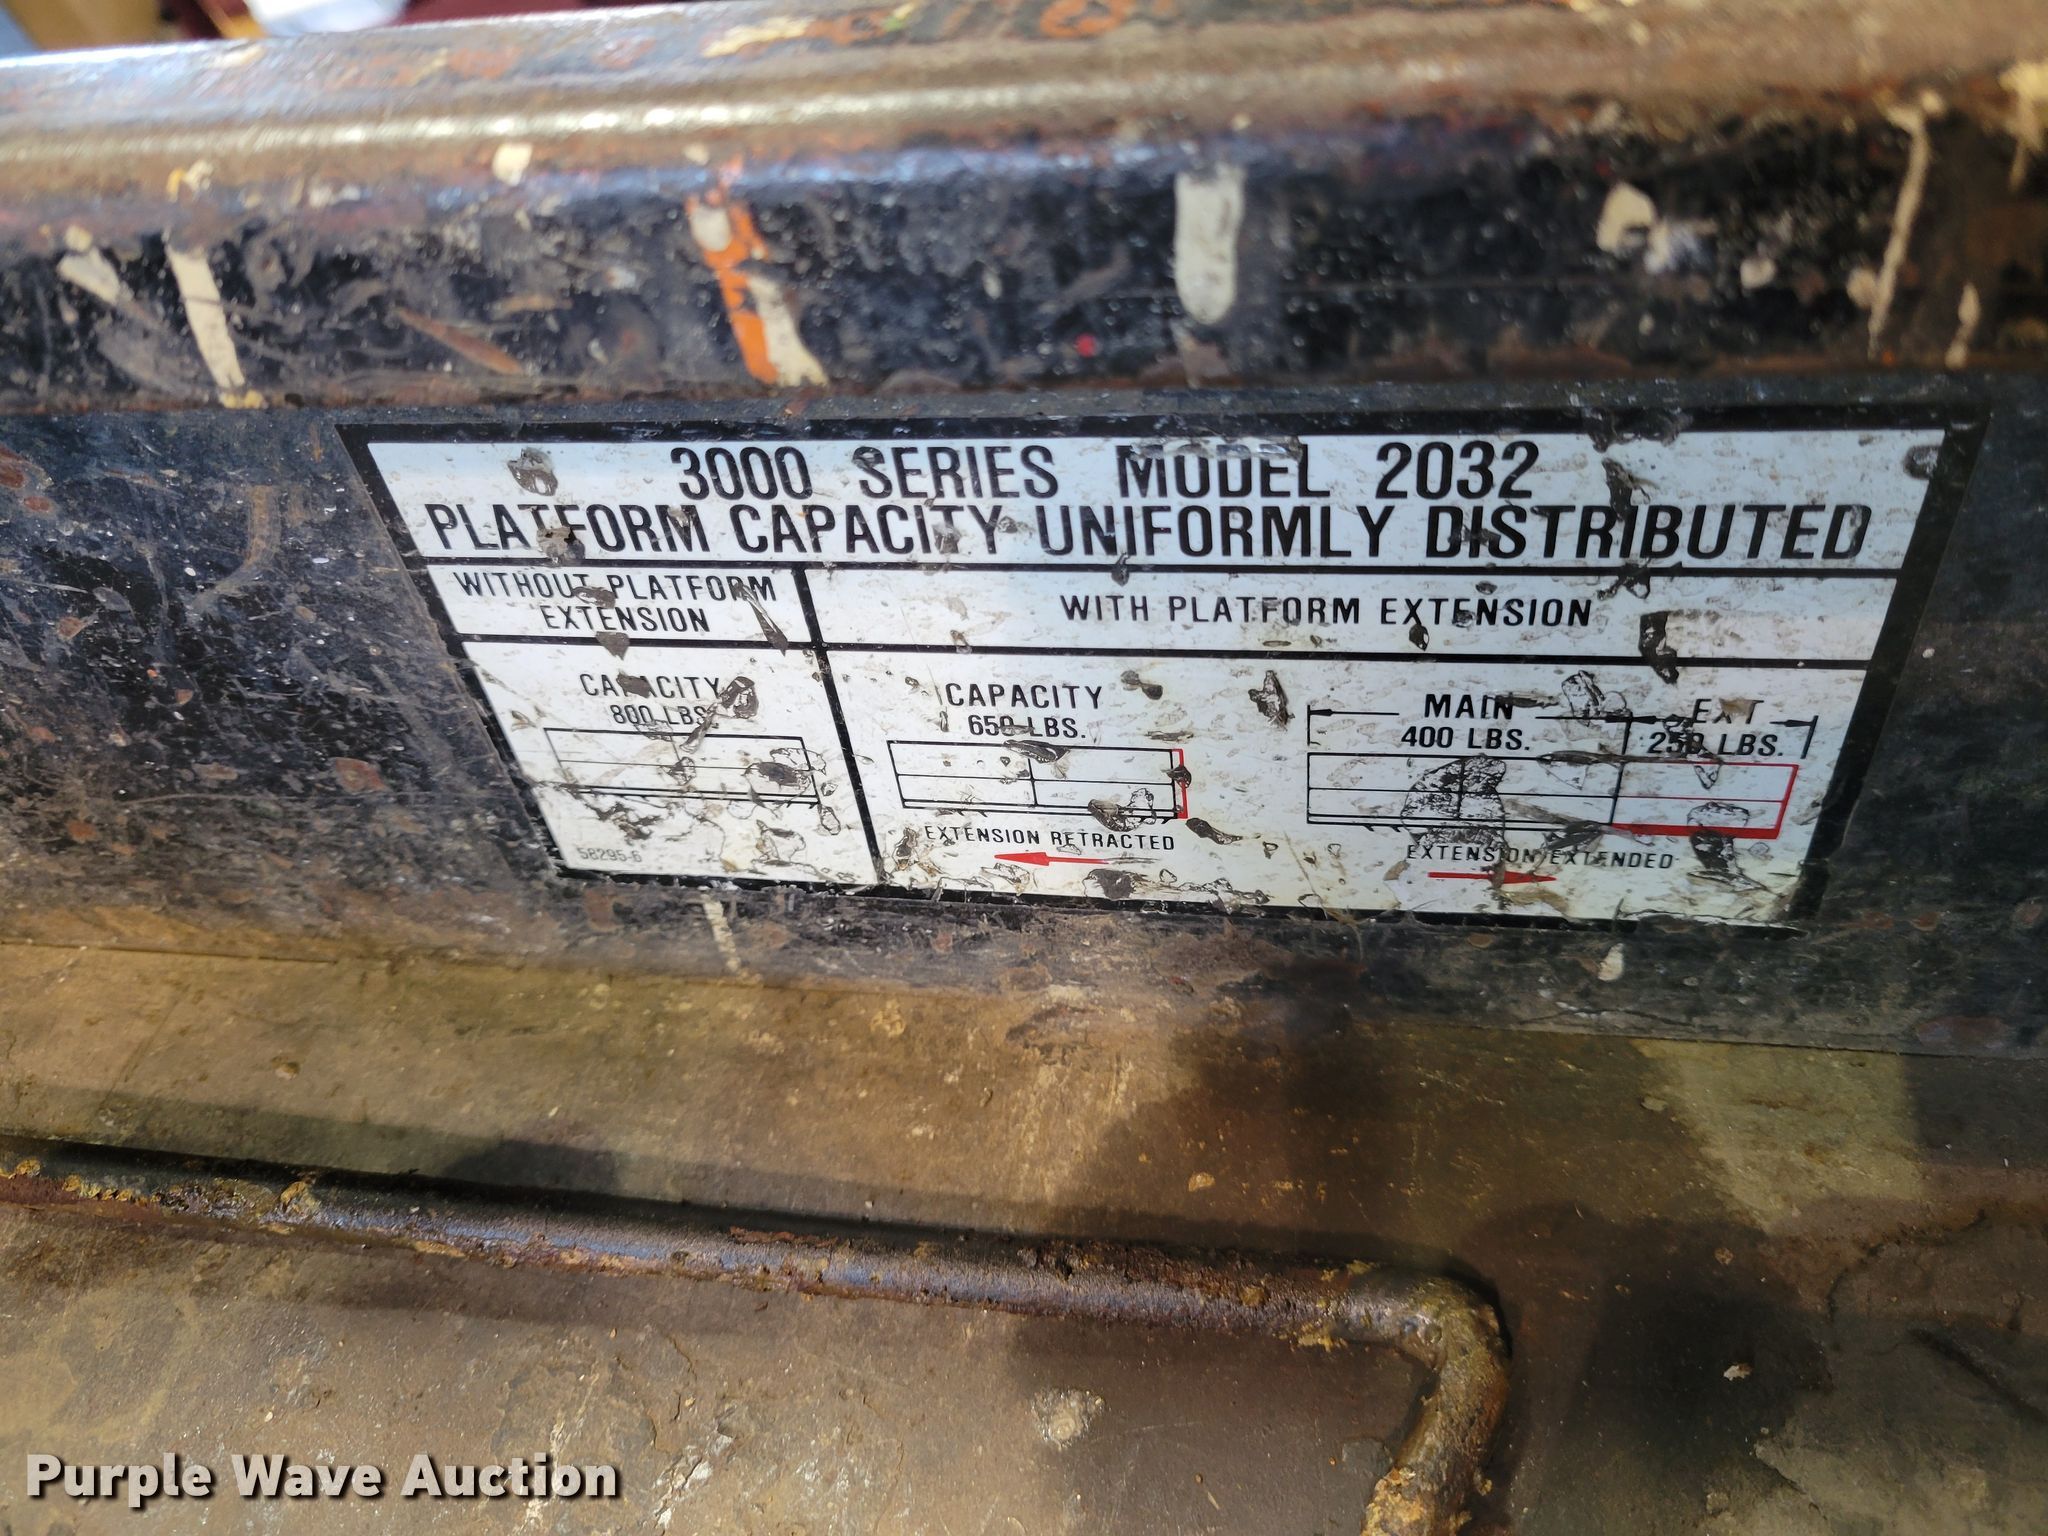 3000 SERIES MODEL 2032
PLATFORM CAPACITY UNIFORMLY DISTRIBUTED
WITHOUT PLATFORM
EXTENSION
WITH PLATFORM EXTENSION
CAPACITY
800 LBS.
CAPACITY
650 LBS.
EXTENSION RETRACTED
MAIN
400 LBS.
EXT
250 LBS.
EXTENSION EXTENDED
58295-6
Purple Wave Auction